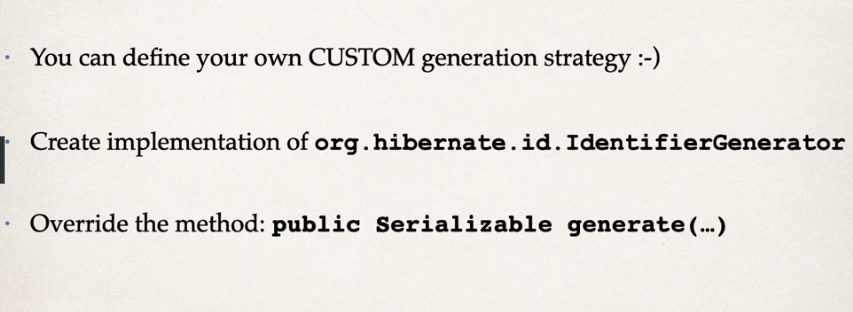 You can define your own CUSTOM generation strategy :-)
Create implementation of org.hibernate.id.IdentifierGenerator
Override the method: public Serializable generate(…)